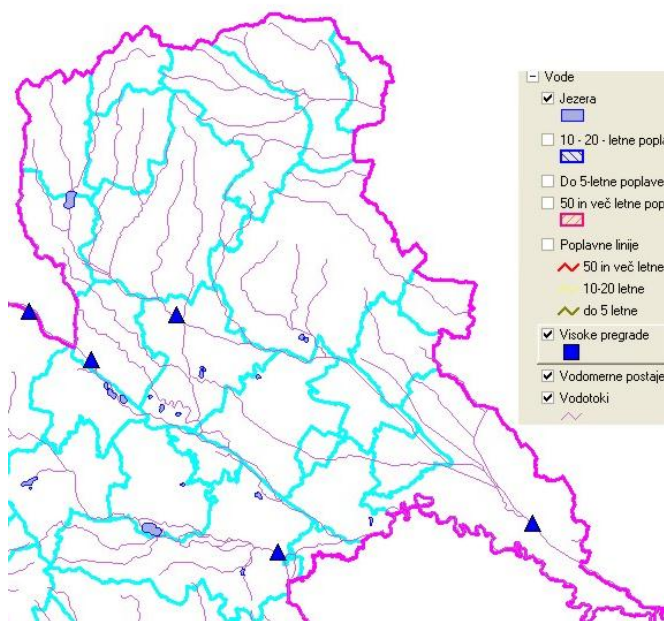 Vode
Jezera
10 - 20 - letne popla
Do 5-letne poplave
50 in več letne pop
Poplavne linije
50 in več letne
10-20 letne
do 5 letne
Visoke pregrade
Vodomerne postaje
Vodotoki